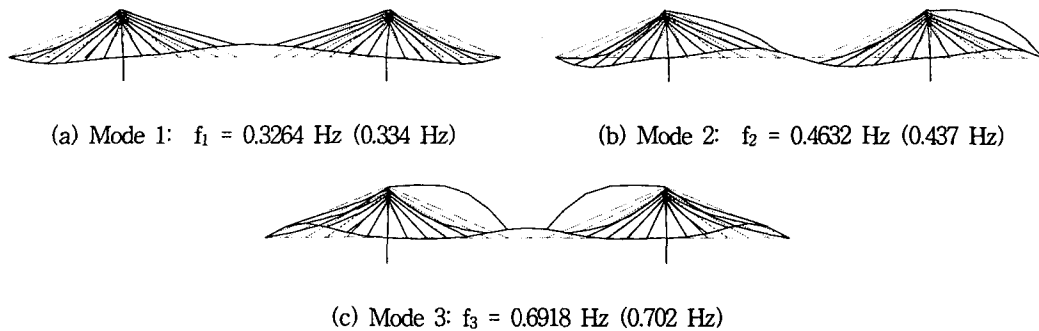 (a) Mode 1: f₁ = 0.3264 Hz (0.334 Hz)
(b) Mode 2: f₂ = 0.4632 Hz (0.437 Hz)
(c) Mode 3: f₃ = 0.6918 Hz (0.702 Hz)